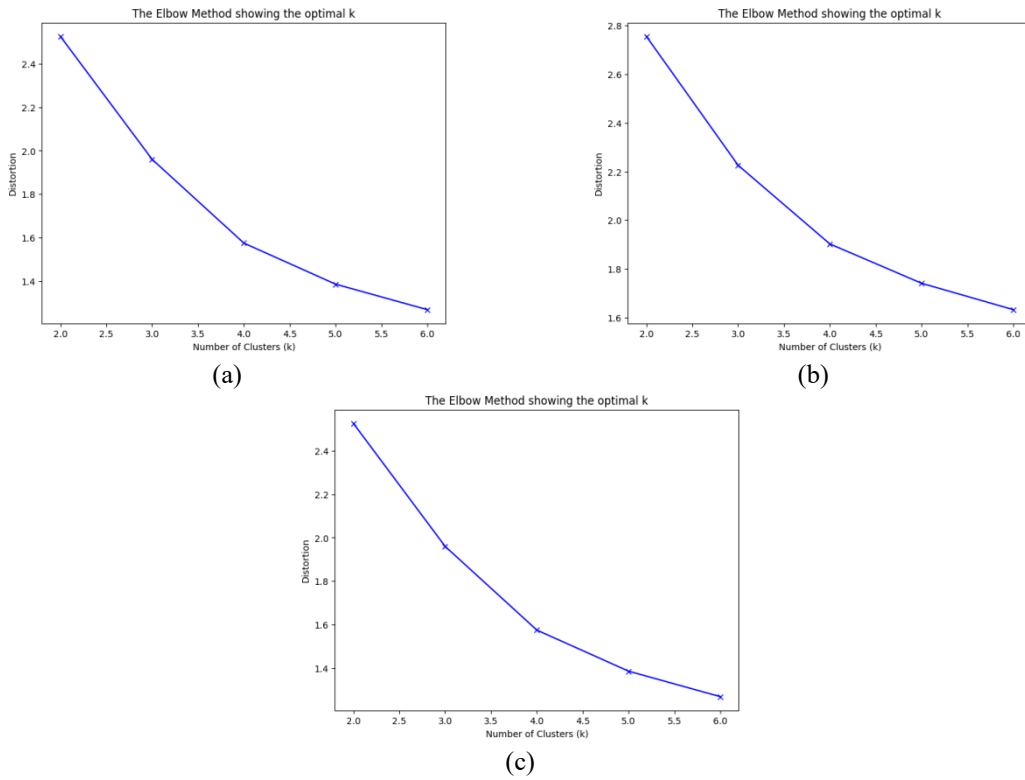 The Elbow Method showing the optimal k
2.4
2.2
2.0
1.8
1.6
1.4
Distortion
2.0 2.5 3.0 3.5 4.0 4.5 5.0 5.5 6.0
Number of Clusters (k)
(a)
The Elbow Method showing the optimal k
2.8
2.6
2.4
2.2
2.0
1.8
1.6
Distortion
2.0 2.5 3.0 3.5 4.0 4.5 5.0 5.5 6.0
Number of Clusters (k)
(b)
The Elbow Method showing the optimal k
2.4
2.2
2.0
1.8
1.6
1.4
Distortion
2.0 2.5 3.0 3.5 4.0 4.5 5.0 5.5 6.0
Number of Clusters (k)
(c)